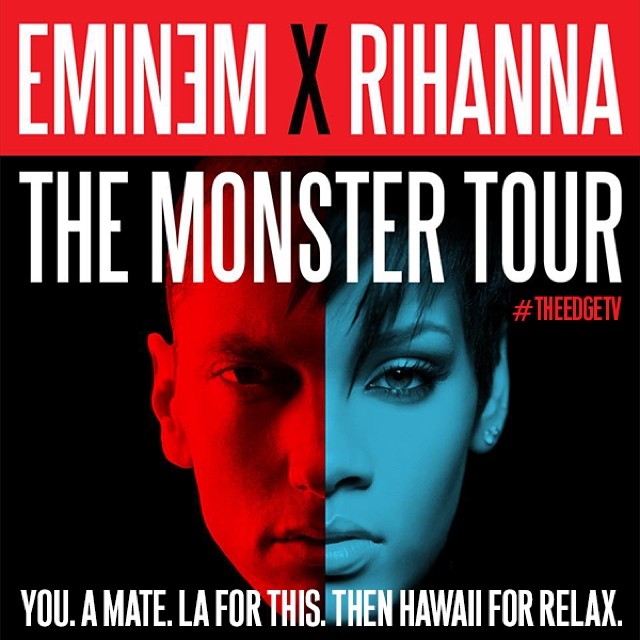 EMINƎM X RIHANNA
THE MONSTER TOUR
#THEEDGETV
YOU. A MATE. LA FOR THIS. THEN HAWAII FOR RELAX.